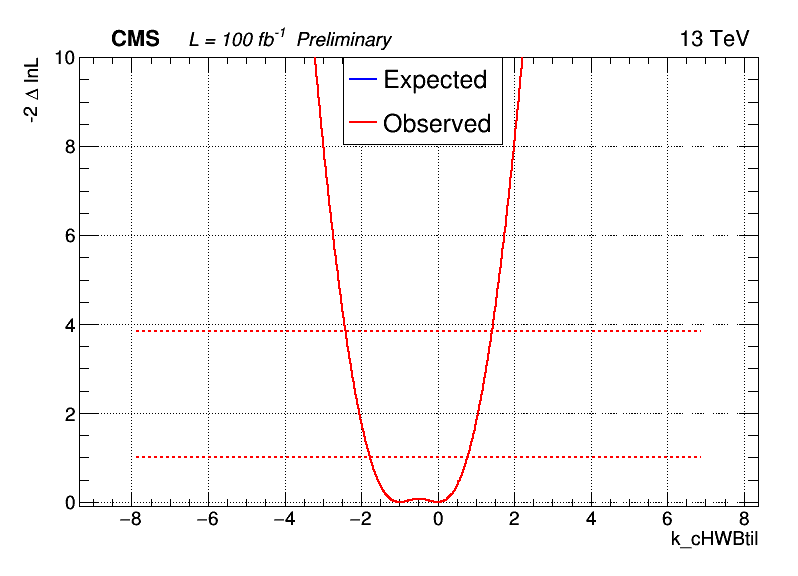 CMS L = 100 fb⁻¹ Preliminary 13 TeV
-2 Δ lnL
Expected
Observed
10
8
6
4
2
0
−8 −6 −4 −2 0 2 4 6 8
k_cHWBtil